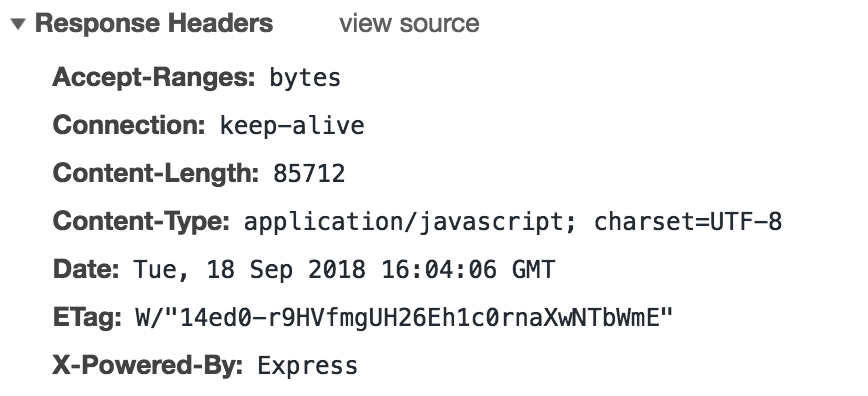 Response Headers view source
Accept-Ranges: bytes
Connection: keep-alive
Content-Length: 85712
Content-Type: application/javascript; charset=UTF-8
Date: Tue, 18 Sep 2018 16:04:06 GMT
ETag: W/"14ed0-r9HVfmgUH26Eh1c0rnaXwNTbWmE"
X-Powered-By: Express